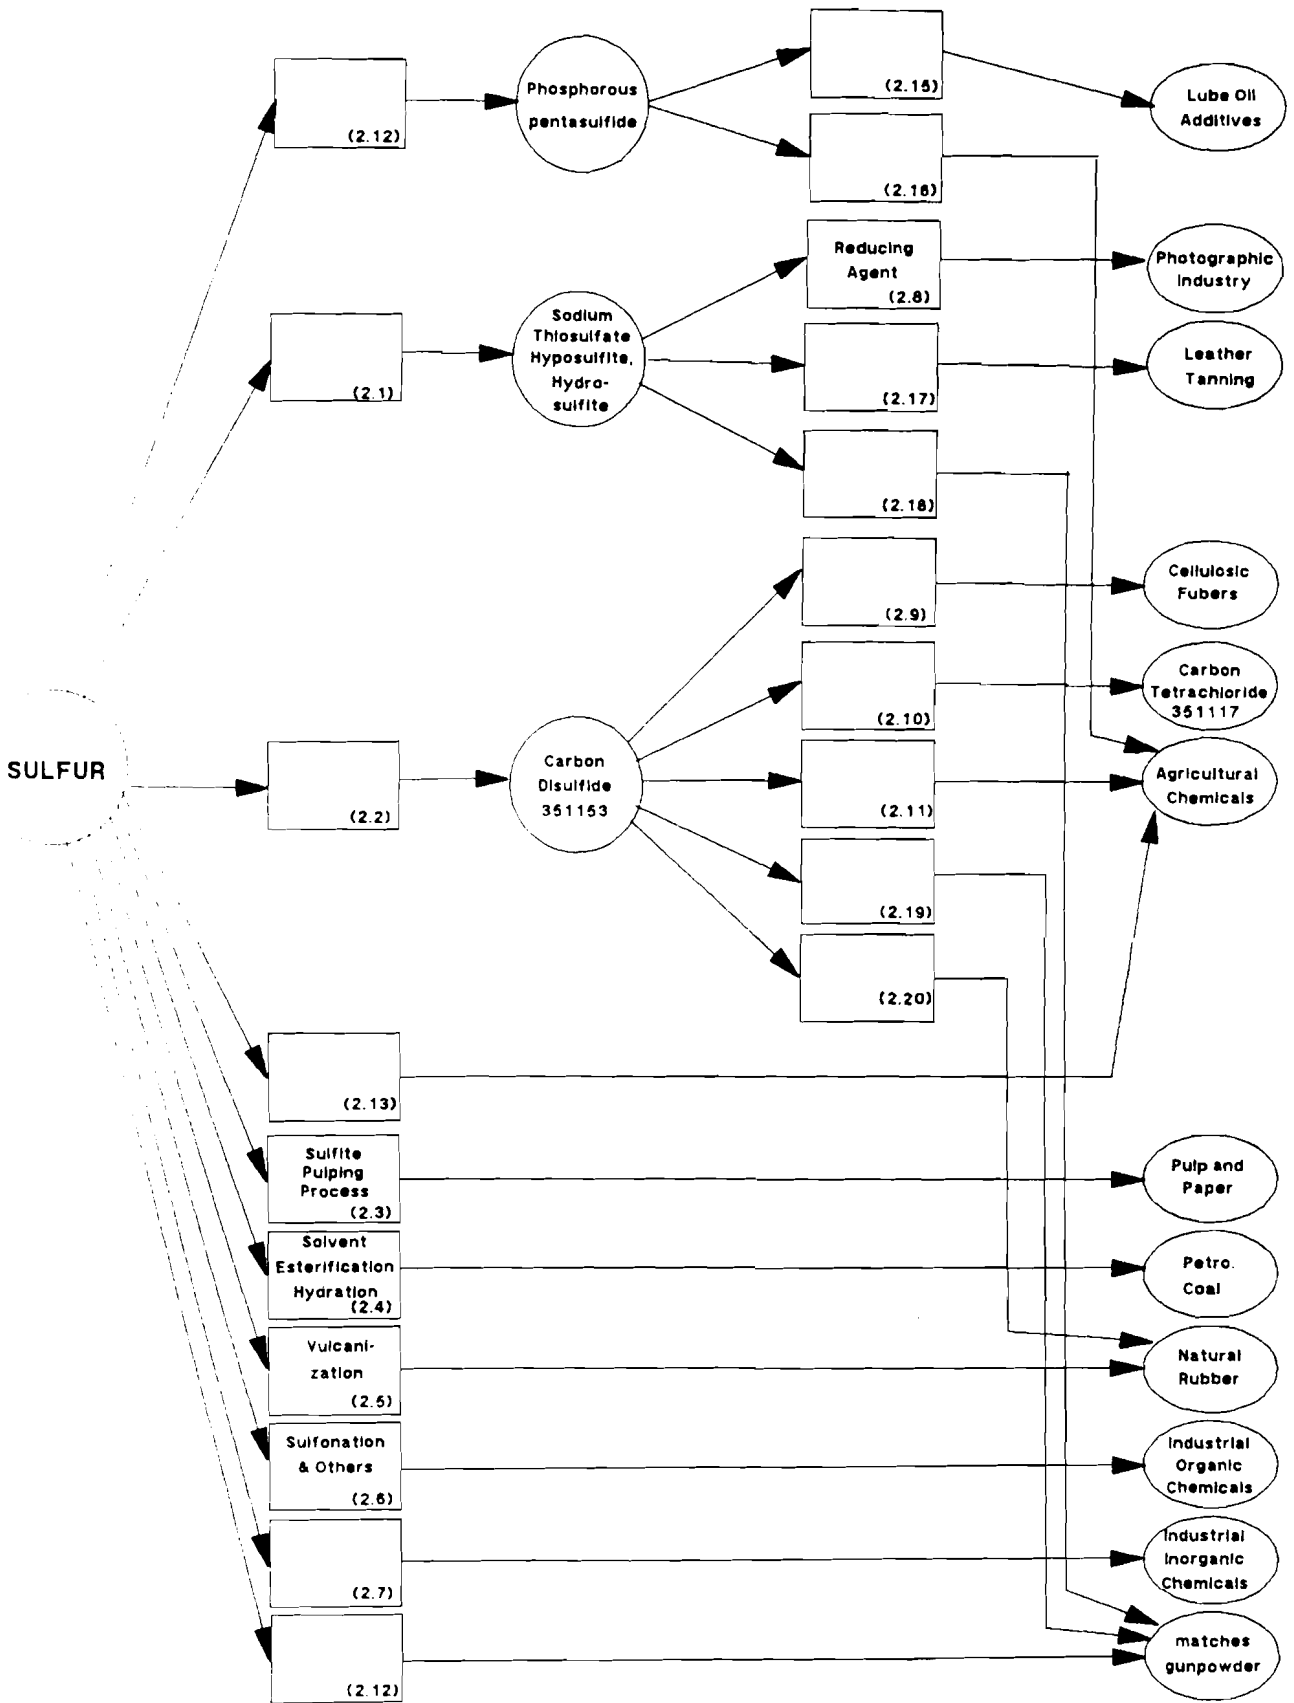 (2.15)
Lube Oil
Additives
Phosphorous
pentasulfide
(2.12)
(2.16)
Reducing
Agent
(2.8)
Photographic
Industry
Sodium
Thiosulfate
Hyposulfite,
Hydro-
sulfite
(2.1)
(2.17)
Leather
Tanning
(2.18)
(2.9)
Cellulosic
Fubers
(2.10)
Carbon
Tetrachloride
351117
SULFUR
(2.2)
Carbon
Disulfide
351153
(2.11)
Agricultural
Chemicals
(2.19)
(2.20)
(2.13)
Sulfite
Pulping
Process
(2.3)
Pulp and
Paper
Solvent
Esterification
Hydration
(2.4)
Petro.
Coal
Vulcani-
zation
(2.5)
Natural
Rubber
Sulfonation
& Others
(2.6)
Industrial
Organic
Chemicals
(2.7)
Industrial
Inorganic
Chemicals
(2.12)
matches
gunpowder